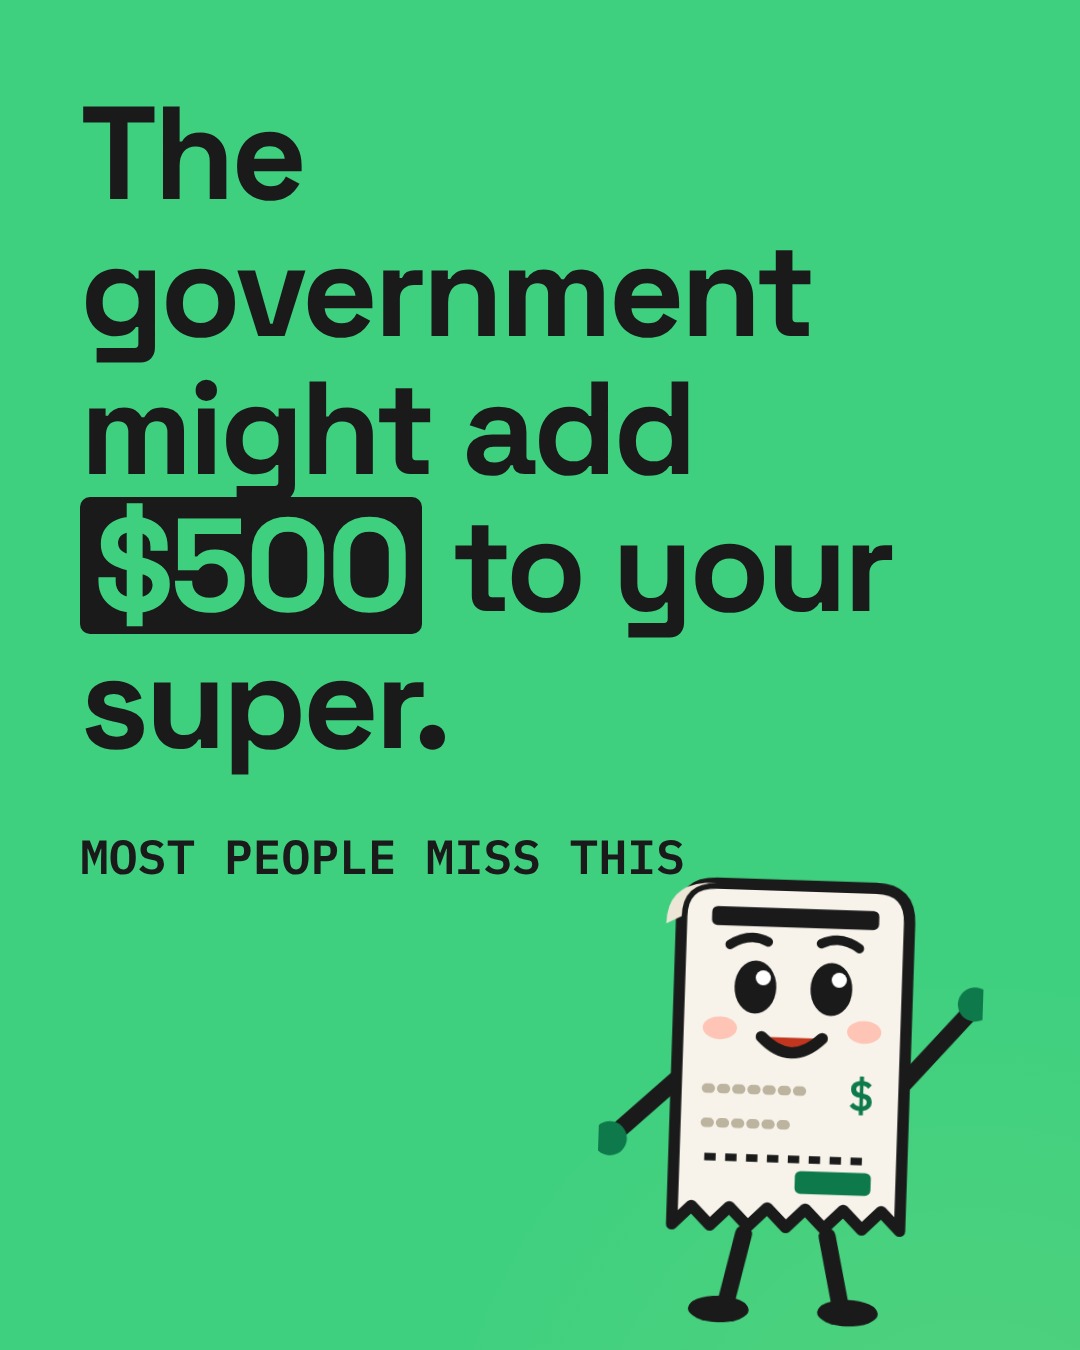 The
government
might add
$500 to your
super.
MOST PEOPLE MISS THIS
$